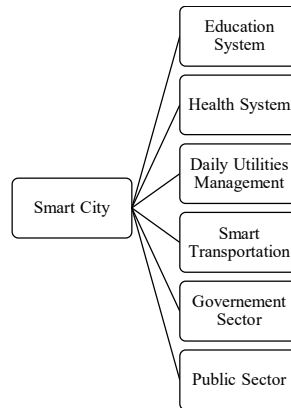 Smart City
Education
System
Health System
Daily Utilities
Management
Smart
Transportation
Governement
Sector
Public Sector